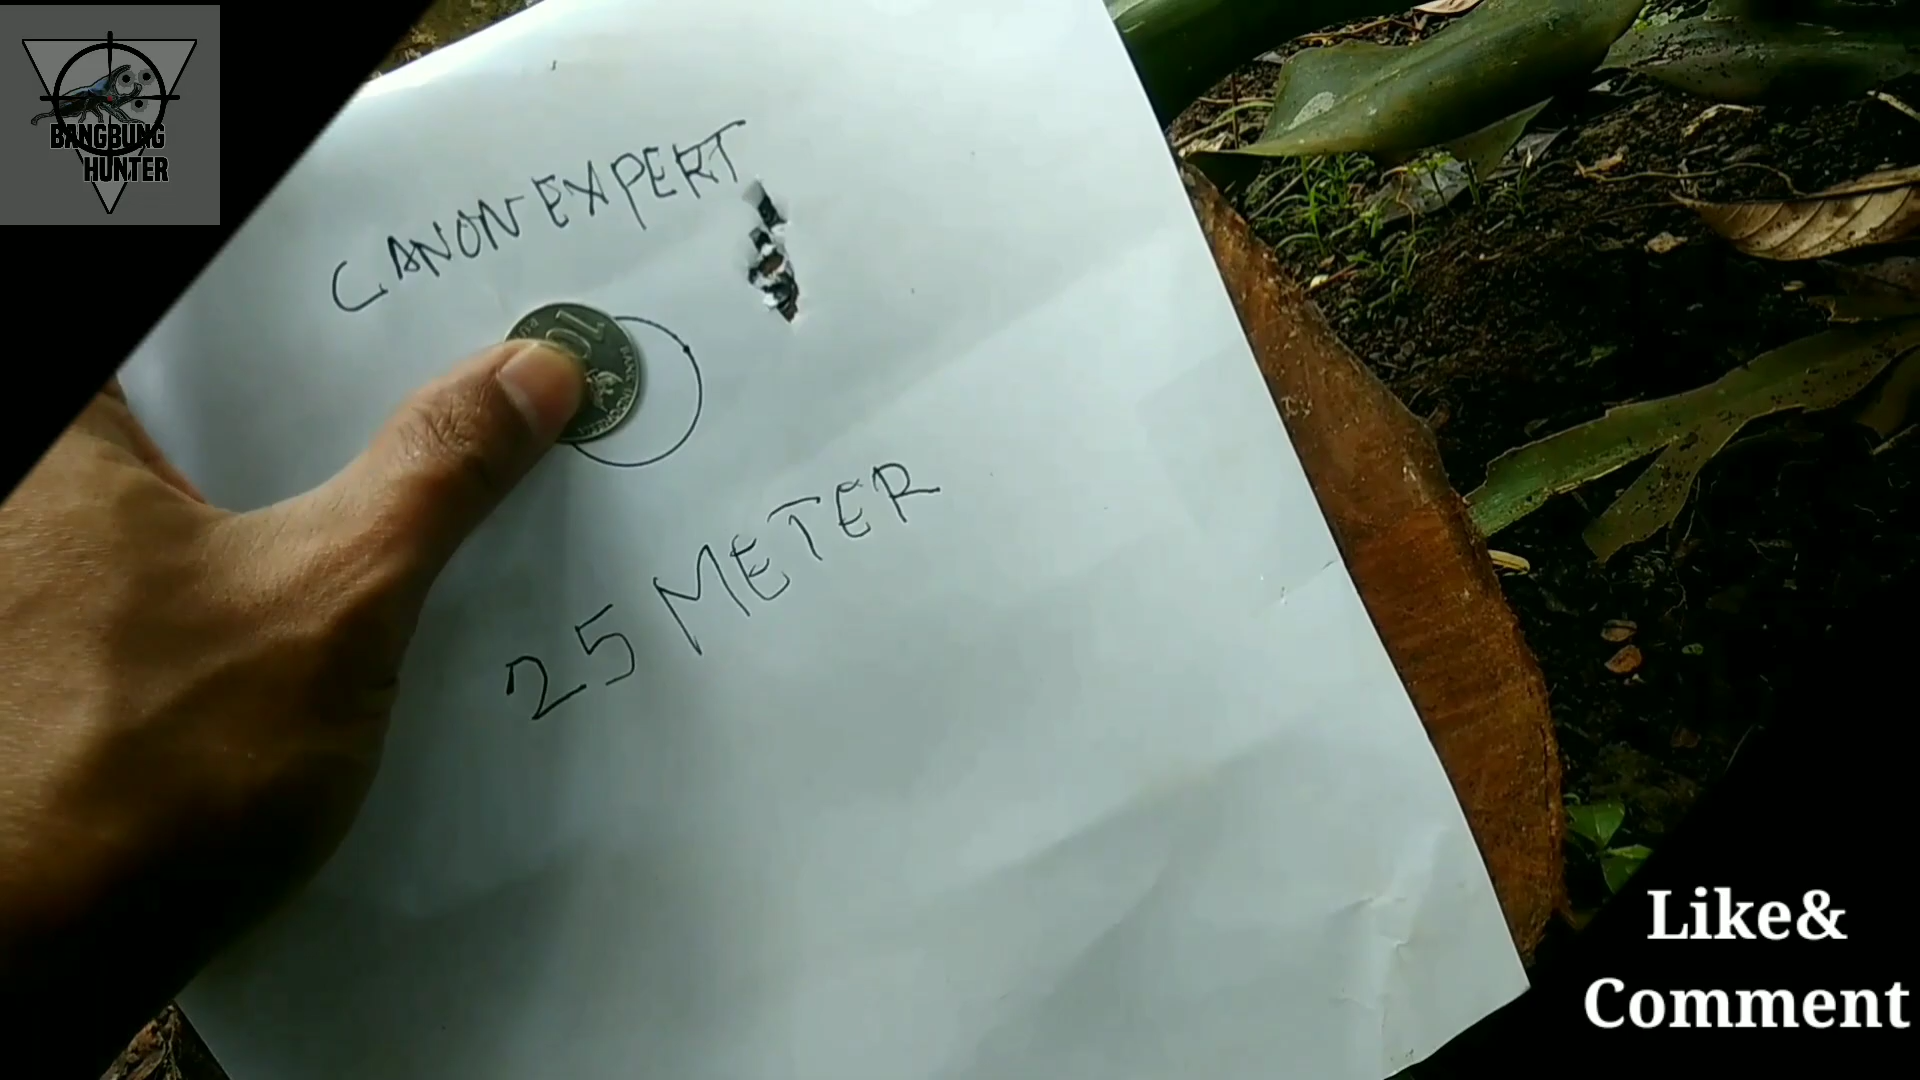 BANGBUNG
HUNTER
CANON EXPERT
25 METER
Like&
Comment